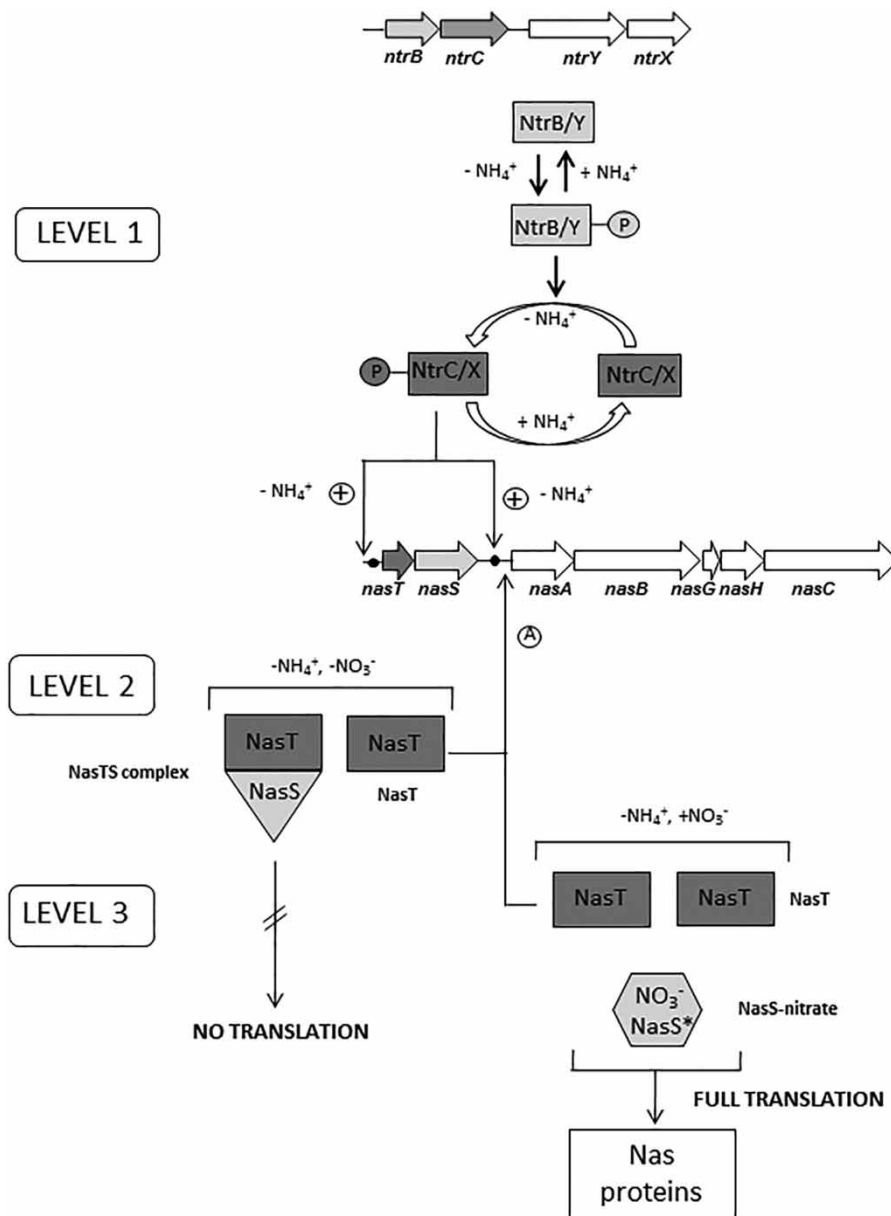 ntrB ntrC ntrY ntrX
NtrB/Y
- NH₄⁺ + NH₄⁺
NtrB/Y P
LEVEL 1
- NH₄⁺
P NtrC/X NtrC/X
+ NH₄⁺
- NH₄⁺ + + - NH₄⁺
nasT nasS nasA nasB nasG nasH nasC
A
LEVEL 2
-NH₄⁺, -NO₃⁻
NasT NasT
NasTS complex
NasS NasT
-NH₄⁺, +NO₃⁻
LEVEL 3
NasT NasT NasT
NO TRANSLATION
NO₃⁻
NasS* NasS-nitrate
FULL TRANSLATION
Nas
proteins